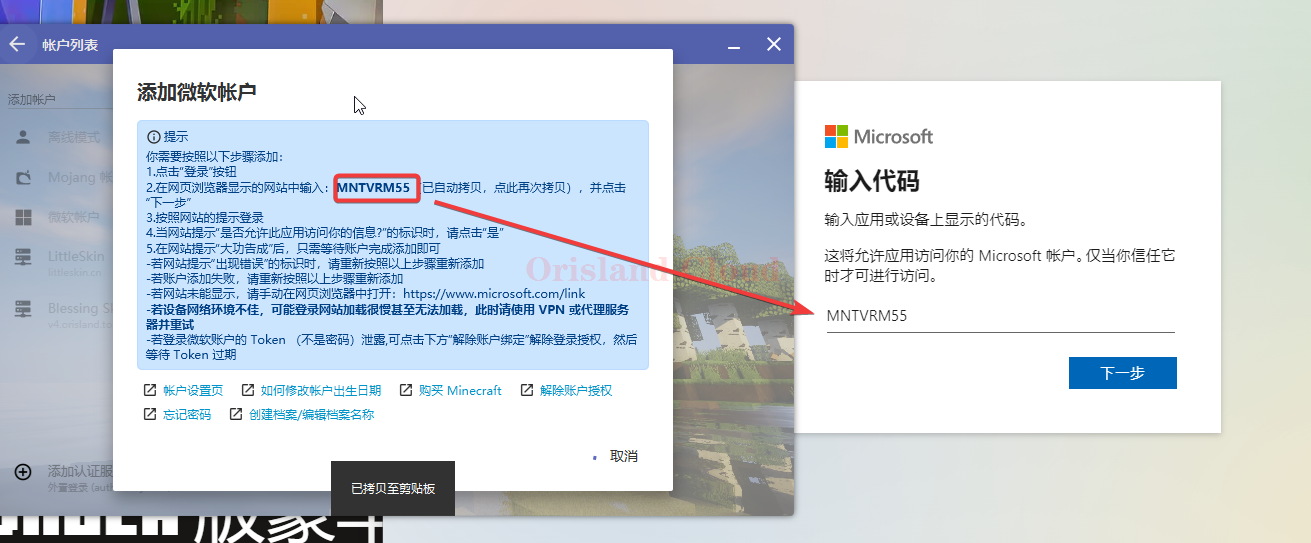 帐户列表
添加帐户
离线模式
Mojang 帐
微软帐户
LittleSkin
littleskin.cn
Blessing Sk
v4.orisland.to
添加认证服
外置登录 (auth
添加微软帐户
提示
你需要按照以下步骤添加：
1.点击“登录”按钮
2.在网页浏览器显示的网站中输入：MNTVRM55（已自动拷贝，点此再次拷贝），并点击
“下一步”
3.按照网站的提示登录
4.当网站提示“是否允许此应用访问你的信息?”的标识时，请点击“是”
5.在网站提示“大功告成”后，只需等待账户完成添加即可
-若网站提示“出现错误”的标识时，请重新按照以上步骤重新添加
-若账户添加失败，请重新按照以上步骤重新添加
-若网站未能显示，请手动在网页浏览器中打开：https://www.microsoft.com/link
-若设备网络环境不佳，可能登录网站加载很慢甚至无法加载，此时请使用 VPN 或代理服务
器并重试
-若登录微软账户的 Token （不是密码）泄露,可点击下方“解除账户绑定”解除登录授权，然后
等待 Token 过期
帐户设置页 如何修改帐户出生日期 购买 Minecraft 解除账户授权
忘记密码 创建档案/编辑档案名称
取消
已拷贝至剪贴板
Orisland Cloud
Microsoft
输入代码
输入应用或设备上显示的代码。
这将允许应用访问你的 Microsoft 帐户。仅当你信任它
时才可进行访问。
MNTVRM55
下一步